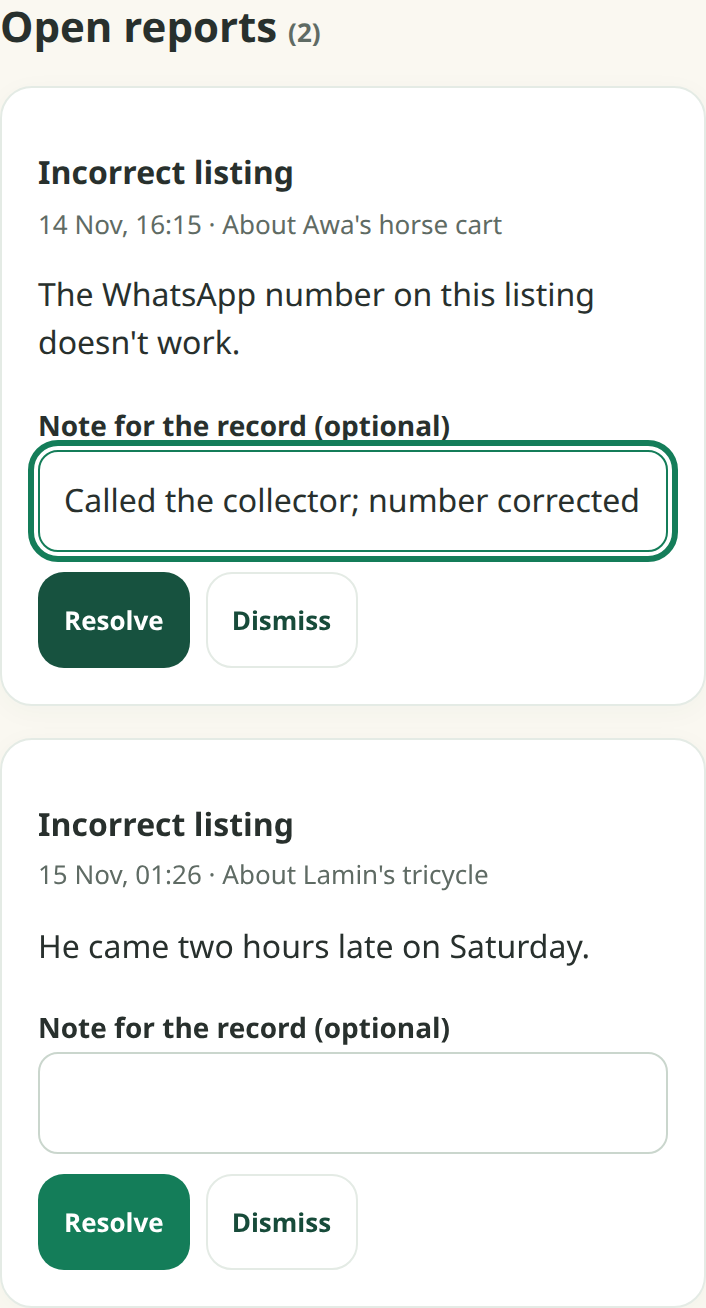 Open reports (2)
Incorrect listing
14 Nov, 16:15 · About Awa's horse cart
The WhatsApp number on this listing
doesn't work.
Note for the record (optional)
Called the collector; number corrected
Resolve Dismiss
Incorrect listing
15 Nov, 01:26 · About Lamin's tricycle
He came two hours late on Saturday.
Note for the record (optional)
Resolve Dismiss